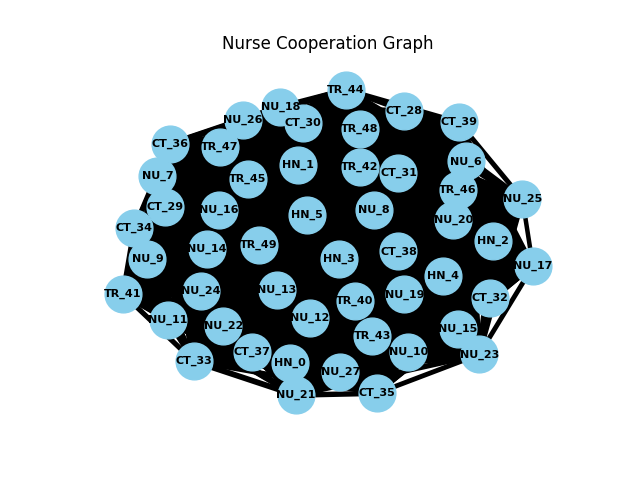 Nurse Cooperation Graph
TR_44
NU_18
CT_28
NU_26
CT_30
CT_39
TR_48
CT_36
TR_47
HN_1
TR_42
NU_6
CT_31
NU_7
TR_45
TR_46
NU_25
CT_29
NU_16
HN_5
NU_8
NU_20
CT_34
HN_2
NU_14
TR_49
CT_38
NU_9
HN_3
NU_17
HN_4
TR_41
NU_24
NU_13
NU_19
CT_32
TR_40
NU_11
NU_12
NU_22
NU_15
TR_43
CT_37
NU_10
NU_23
CT_33
HN_0
NU_27
NU_21
CT_35